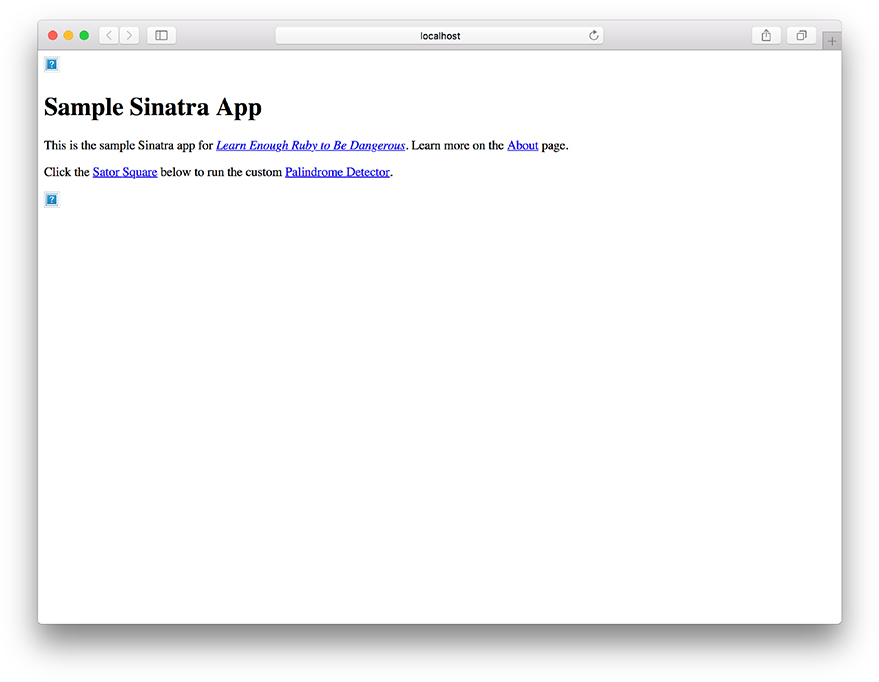 localhost
Sample Sinatra App
This is the sample Sinatra app for Learn Enough Ruby to Be Dangerous. Learn more on the About page.
Click the Sator Square below to run the custom Palindrome Detector.